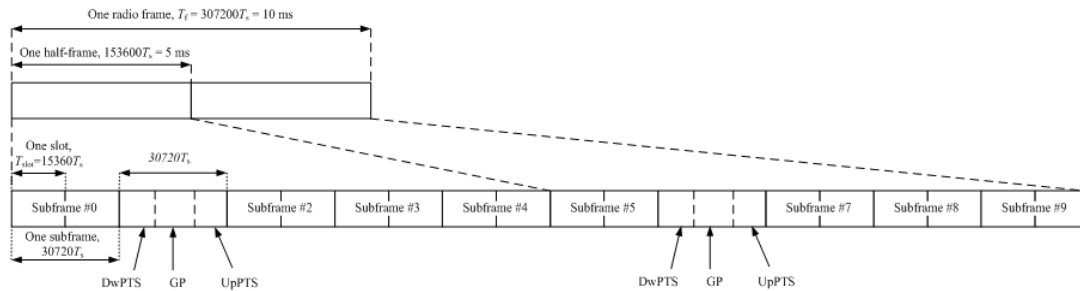 One radio frame, Tf = 307200Ts = 10 ms
One half-frame, 153600Ts = 5 ms
One slot,
Tslot=15360Ts
30720Ts
Subframe #0
Subframe #2
Subframe #3
Subframe #4
Subframe #5
Subframe #7
Subframe #8
Subframe #9
One subframe,
30720Ts
DwPTS
GP
UpPTS
DwPTS
GP
UpPTS